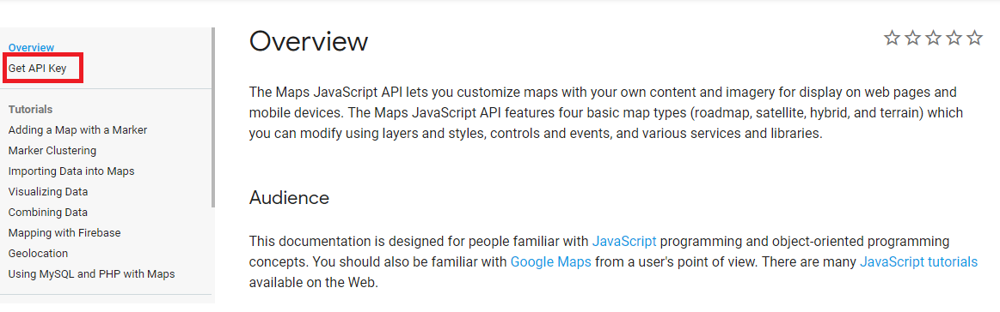 Overview
Get API Key
Tutorials
Adding a Map with a Marker
Marker Clustering
Importing Data into Maps
Visualizing Data
Combining Data
Mapping with Firebase
Geolocation
Using MySQL and PHP with Maps
Overview
The Maps JavaScript API lets you customize maps with your own content and imagery for display on web pages and
mobile devices. The Maps JavaScript API features four basic map types (roadmap, satellite, hybrid, and terrain) which
you can modify using layers and styles, controls and events, and various services and libraries.
Audience
This documentation is designed for people familiar with JavaScript programming and object-oriented programming
concepts. You should also be familiar with Google Maps from a user's point of view. There are many JavaScript tutorials
available on the Web.